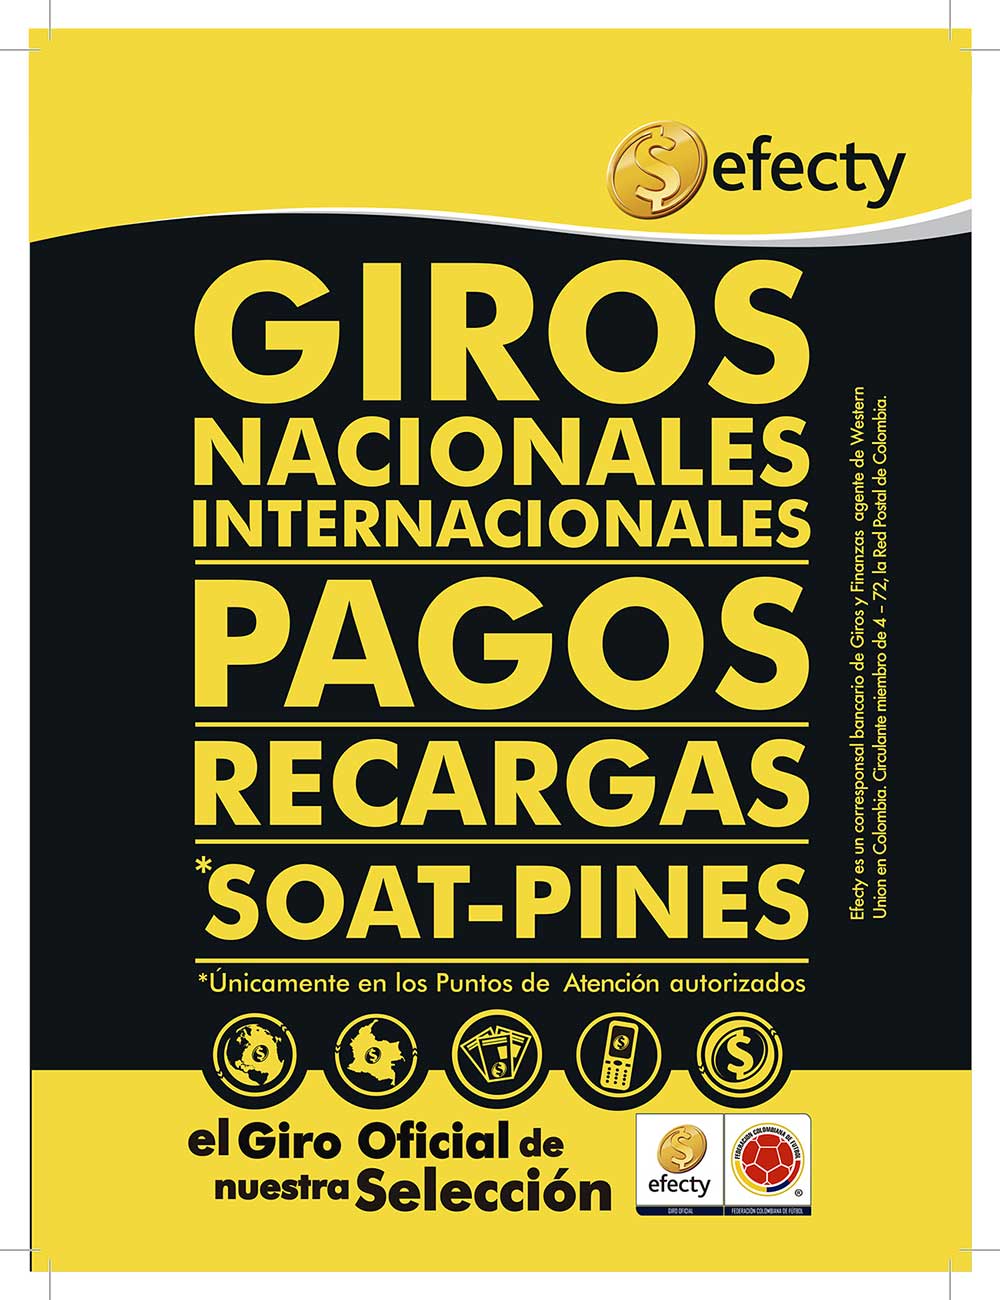 efecty
GIROS
NACIONALES
INTERNACIONALES
PAGOS
RECARGAS
*SOAT-PINES
*Únicamente en los Puntos de Atención autorizados
Efecty es un corresponsal bancario de Giros y Finanzas agente de Western
Union en Colombia. Circulante miembro de 4 – 72, la Red Postal de Colombia.
el Giro Oficial de
nuestra Selección
efecty
GIRO OFICIAL
FEDERACIÓN COLOMBIANA DE FÚTBOL
®
FEDERACIÓN COLOMBIANA DE FÚTBOL